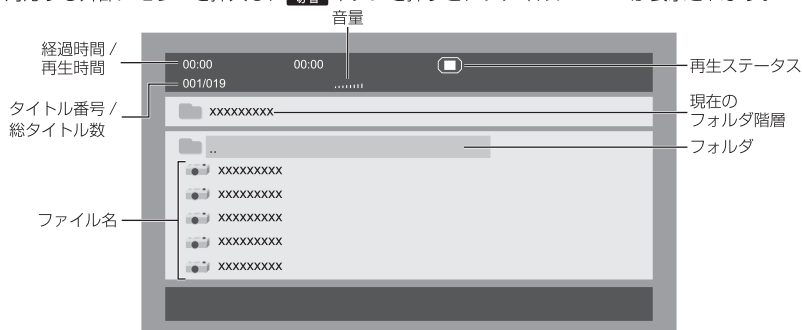 音量
経過時間 /
再生時間
00:00 00:00
再生ステータス
001/019
タイトル番号 /
総タイトル数
xxxxxxxxx
現在の
フォルダ階層
..
フォルダ
xxxxxxxxx
xxxxxxxxx
ファイル名
xxxxxxxxx
xxxxxxxxx
xxxxxxxxx